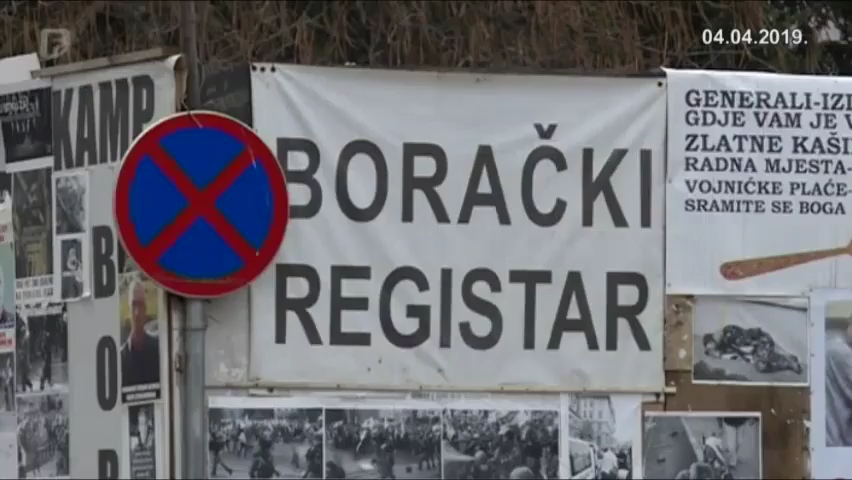 04.04.2019.
KAMP
B
O
R
BORAČKI
REGISTAR
GENERALI-IZD
GDJE VAM JE V
ZLATNE KAŠI
RADNA MJESTA-
VOJNIČKE PLAĆE-
SRAMITE SE BOGA